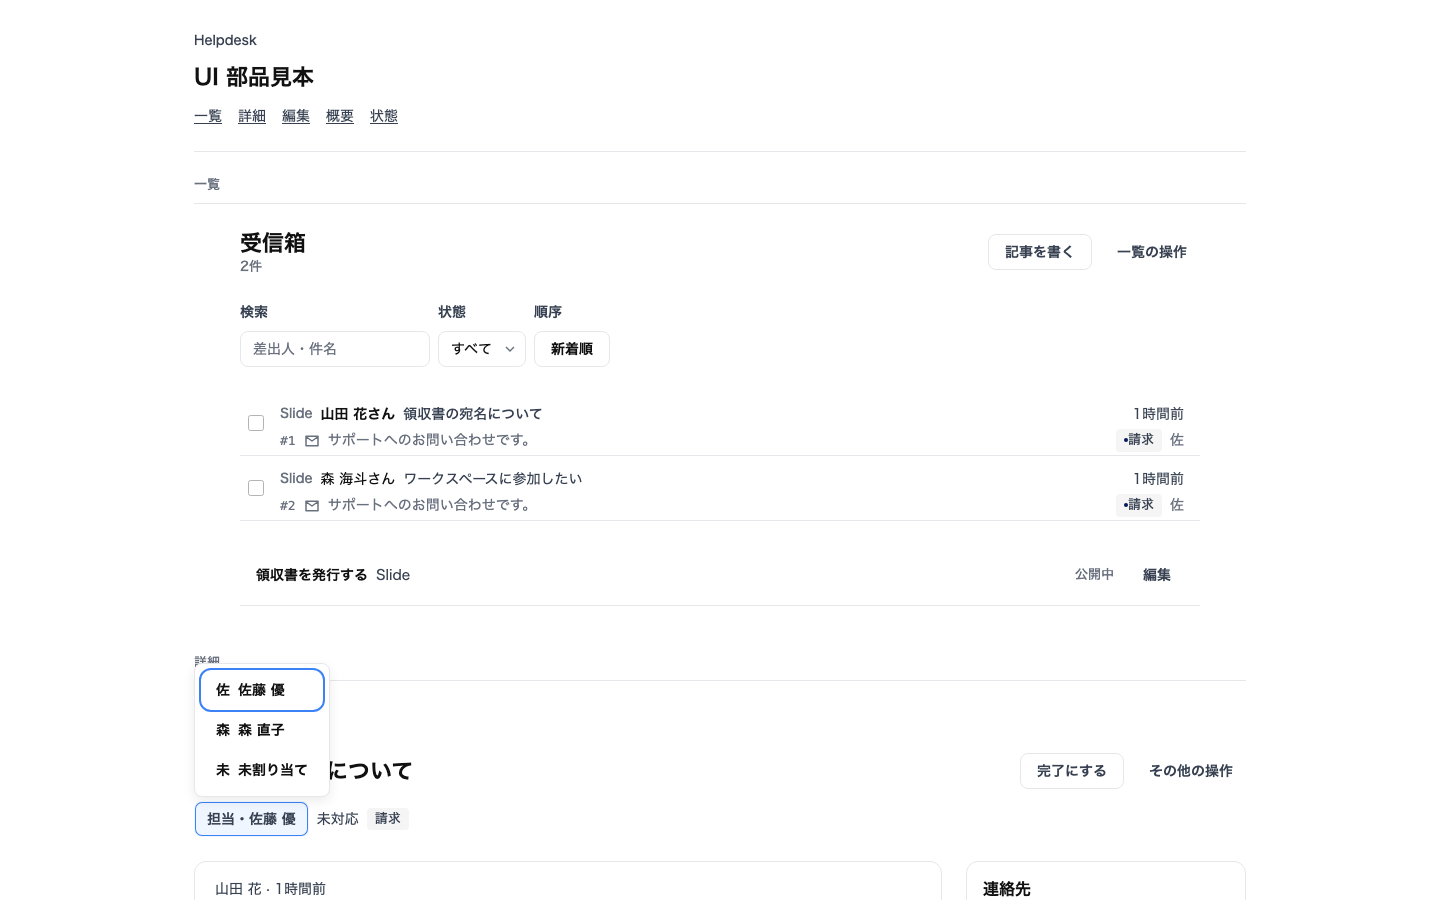 Helpdesk
UI 部品見本
一覧 詳細 編集 概要 状態
一覧
受信箱
2件
記事を書く 一覧の操作
検索 状態 順序
差出人・件名 すべて 新着順
Slide 山田 花さん 領収書の宛名について 1時間前
#1 サポートへのお問い合わせです。 •請求 佐
Slide 森 海斗さん ワークスペースに参加したい 1時間前
#2 サポートへのお問い合わせです。 •請求 佐
領収書を発行する Slide 公開中 編集
詳細
佐 佐藤 優
森 森 直子
未 未割り当て
について 完了にする その他の操作
担当・佐藤 優 未対応 請求
山田 花 · 1時間前 連絡先